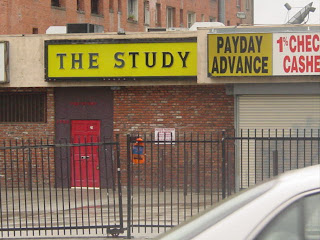 THE STUDY
PAYDAY
ADVANCE
1% CHEC
CASHE